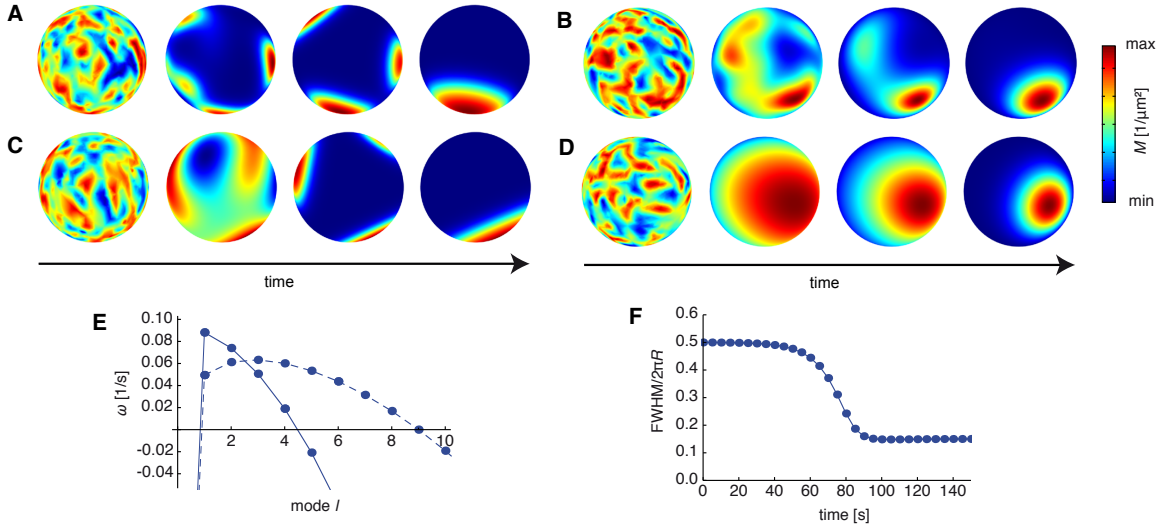 A
B
max
M [1/µm²]
min
C
D
time
time
E
0.10
0.08
0.06
0.04
0.02
-0.02
-0.04
ω [1/s]
2 4 6 8 10
mode l
F
0.6
0.5
0.4
0.3
0.2
0.1
0.0
FWHM/2πR
0 20 40 60 80 100 120 140
time [s]